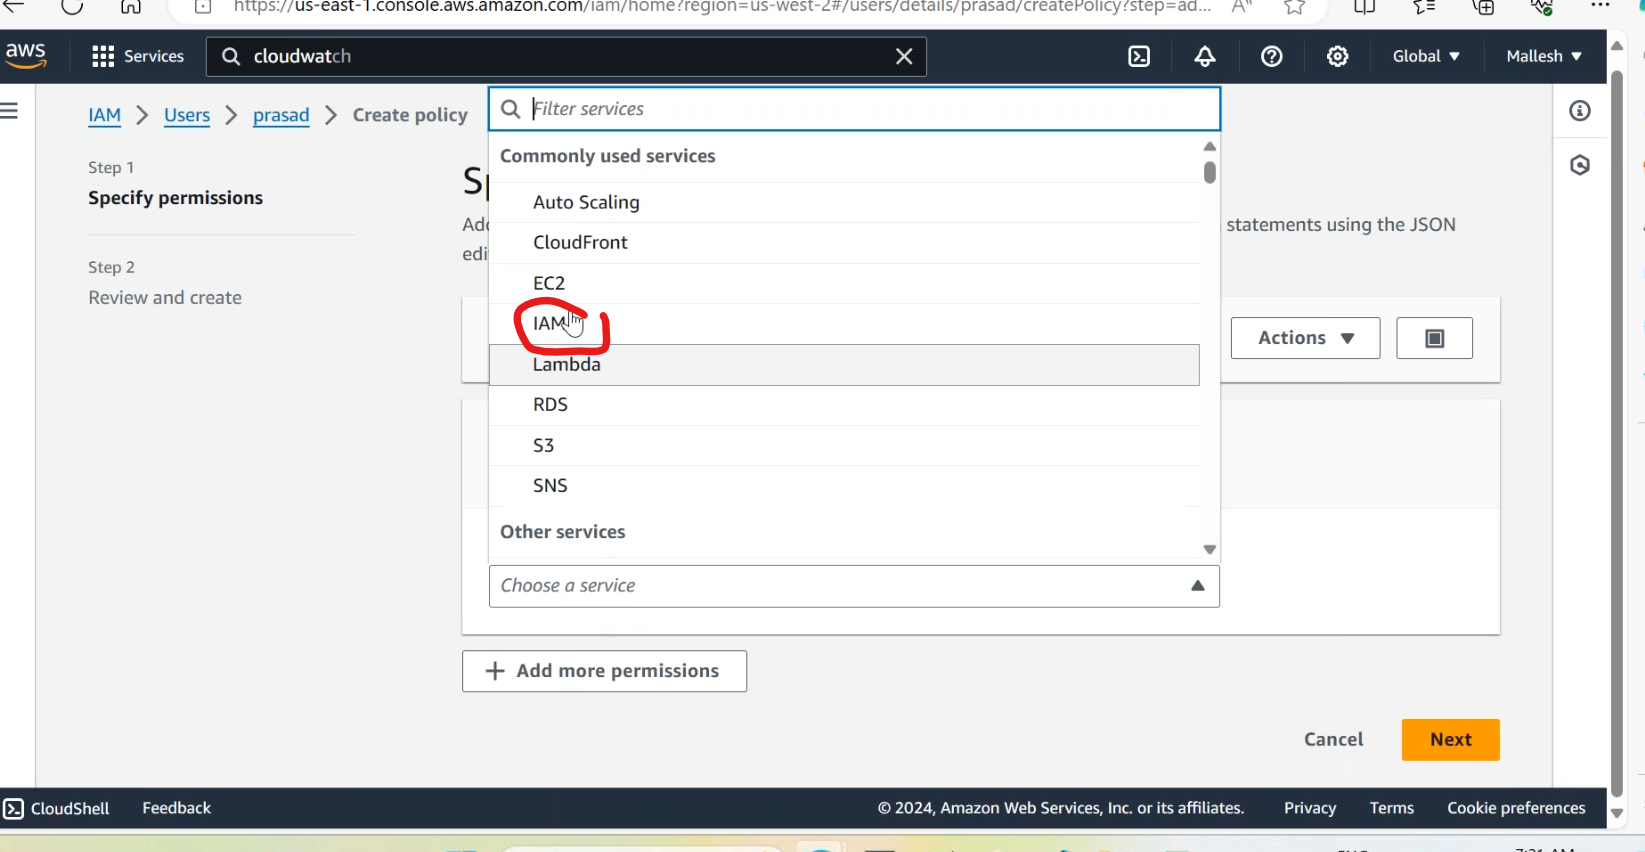 https://us-east-1.console.aws.amazon.com/iam/home?region=us-west-2#/users/details/prasad/createPolicy?step=ad...
aws
Services
cloudwatch
Global
Mallesh
IAM > Users > prasad > Create policy
Filter services
Step 1
Specify permissions
Step 2
Review and create
Commonly used services
Auto Scaling
CloudFront
EC2
IAM
Lambda
RDS
S3
SNS
Other services
Choose a service
statements using the JSON
edi
Actions
+ Add more permissions
Cancel
Next
CloudShell
Feedback
© 2024, Amazon Web Services, Inc. or its affiliates.
Privacy
Terms
Cookie preferences